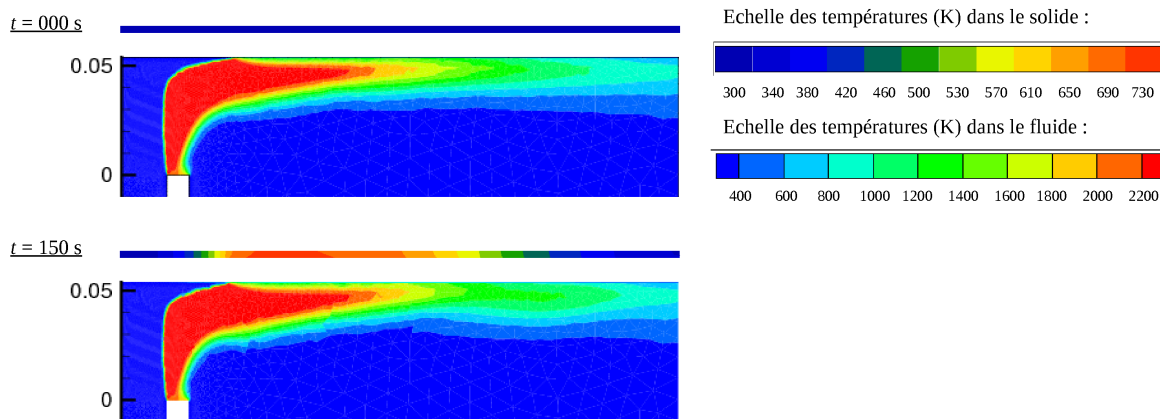 t = 000 s
0.05
0
Echelle des températures (K) dans le solide :
300 340 380 420 460 500 530 570 610 650 690 730
Echelle des températures (K) dans le fluide :
400 600 800 1000 1200 1400 1600 1800 2000 2200
t = 150 s
0.05
0